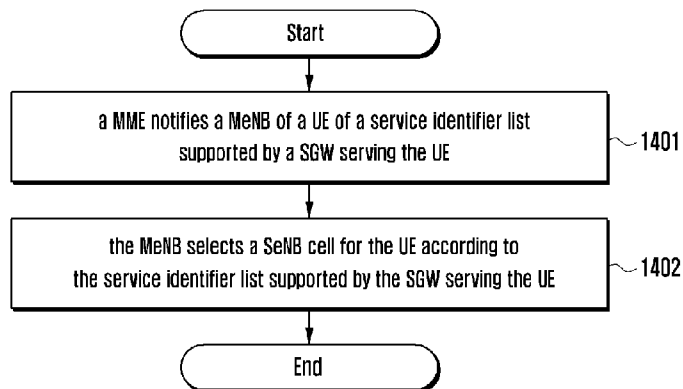 Start
a MME notifies a MeNB of a UE of a service identifier list
supported by a SGW serving the UE
1401
the MeNB selects a SeNB cell for the UE according to
the service identifier list supported by the SGW serving the UE
1402
End